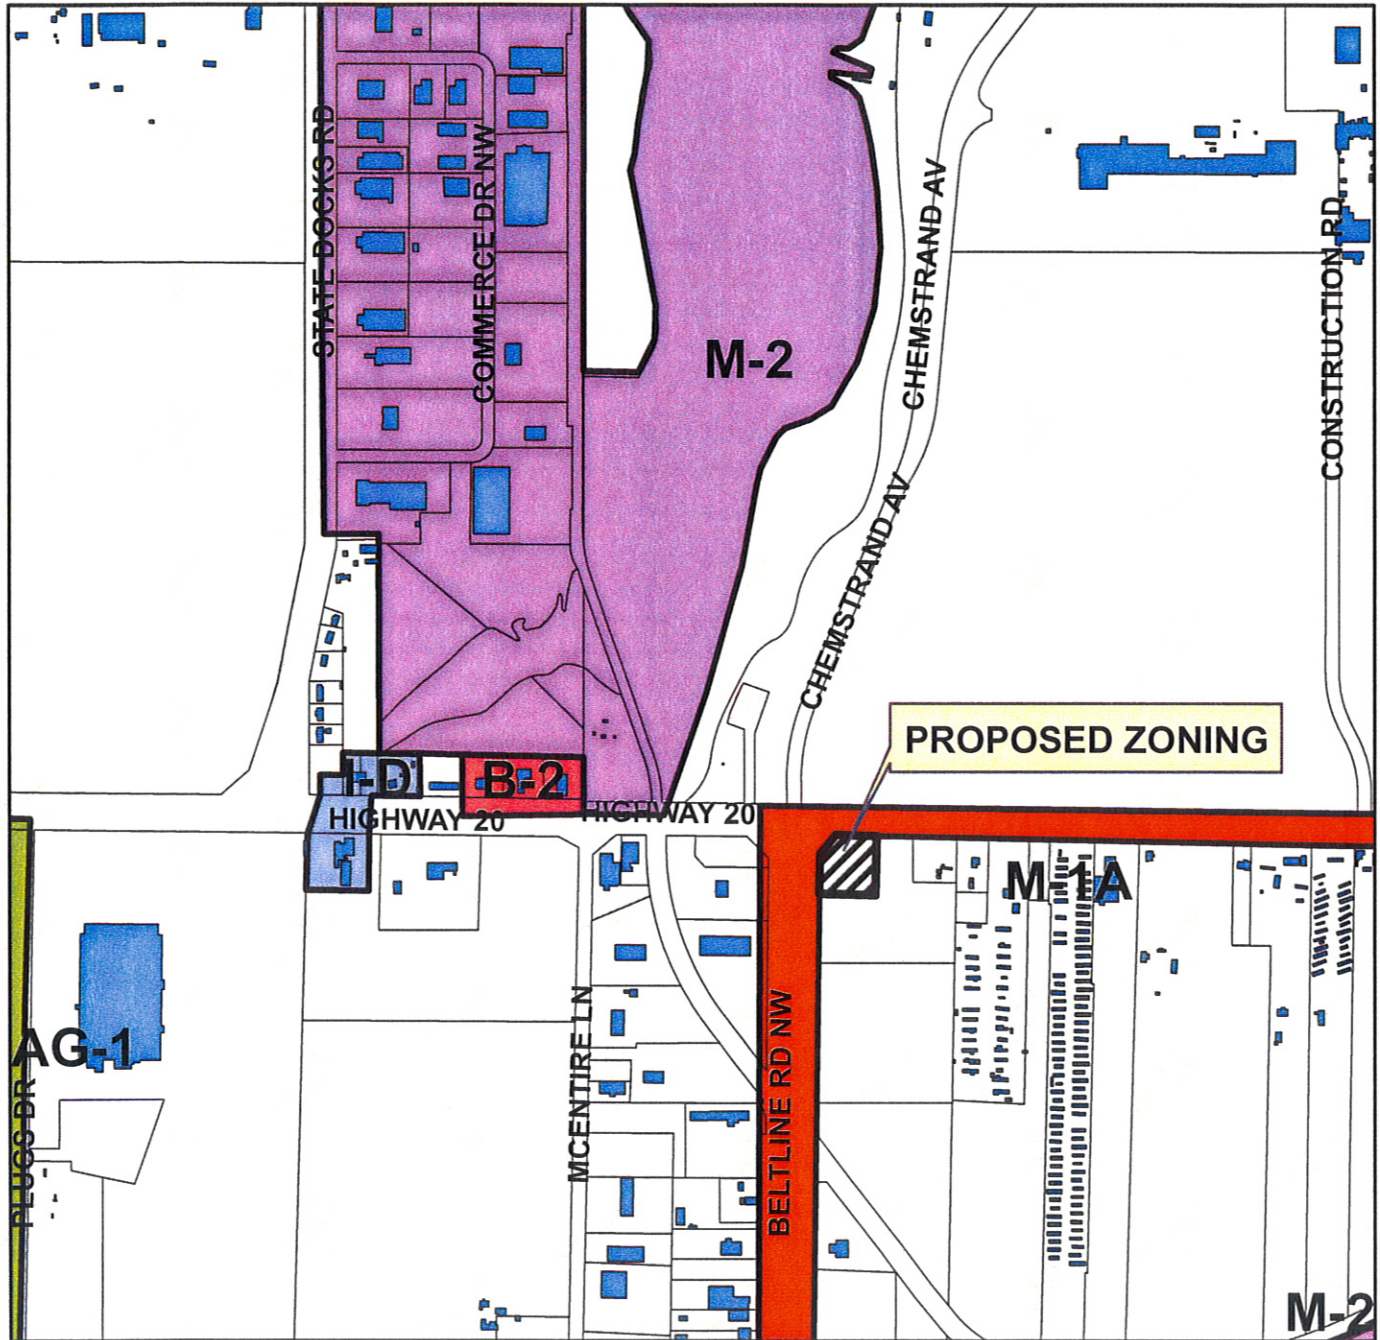 STATE DOCKS RD
COMMERCE DR NW
M-2
CHEMSTRAND AV
CHEMSTRAND AV
CONSTRUCTION RD
PROPOSED ZONING
I-D
B-2
HIGHWAY 20
HIGHWAY 20
M-1A
AG-1
PLUGS DR
MCENTIRE LN
BELTLINE RD NW
M-2